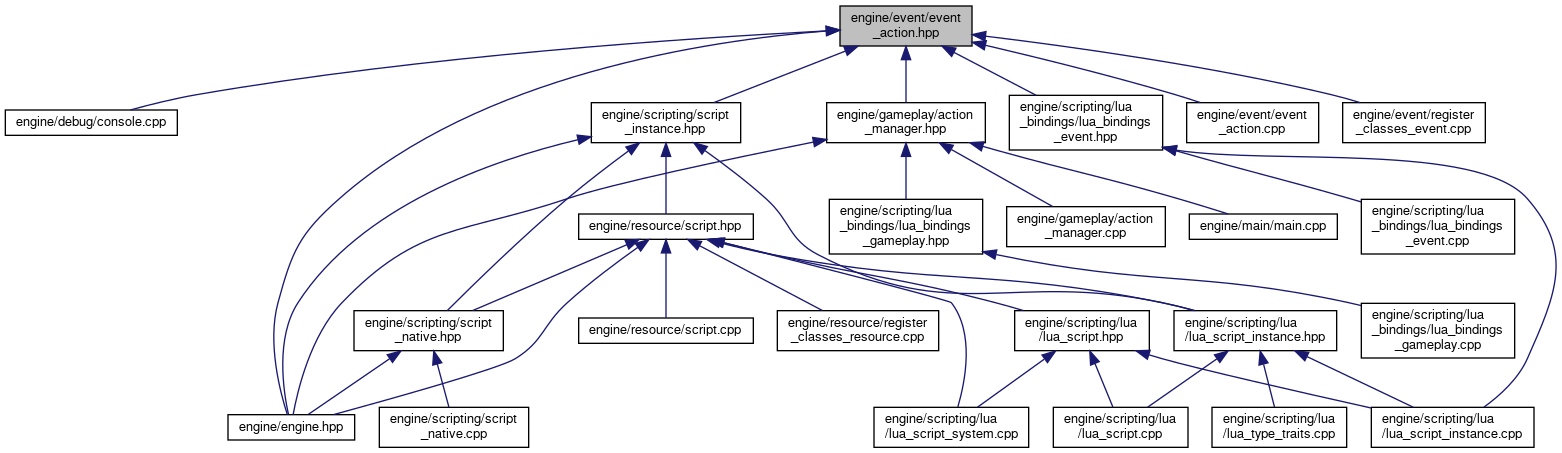 engine/event/event
_action.hpp
engine/debug/console.cpp
engine/scripting/script
_instance.hpp
engine/gameplay/action
_manager.hpp
engine/scripting/lua
_bindings/lua_bindings
_event.hpp
engine/event/event
_action.cpp
engine/event/register
_classes_event.cpp
engine/resource/script.hpp
engine/scripting/lua
_bindings/lua_bindings
_gameplay.hpp
engine/gameplay/action
_manager.cpp
engine/main/main.cpp
engine/scripting/lua
_bindings/lua_bindings
_event.cpp
engine/scripting/script
_native.hpp
engine/resource/script.cpp
engine/resource/register
_classes_resource.cpp
engine/scripting/lua
/lua_script.hpp
engine/scripting/lua
/lua_script_instance.hpp
engine/scripting/lua
_bindings/lua_bindings
_gameplay.cpp
engine/engine.hpp
engine/scripting/script
_native.cpp
engine/scripting/lua
/lua_script_system.cpp
engine/scripting/lua
/lua_script.cpp
engine/scripting/lua
/lua_type_traits.cpp
engine/scripting/lua
/lua_script_instance.cpp